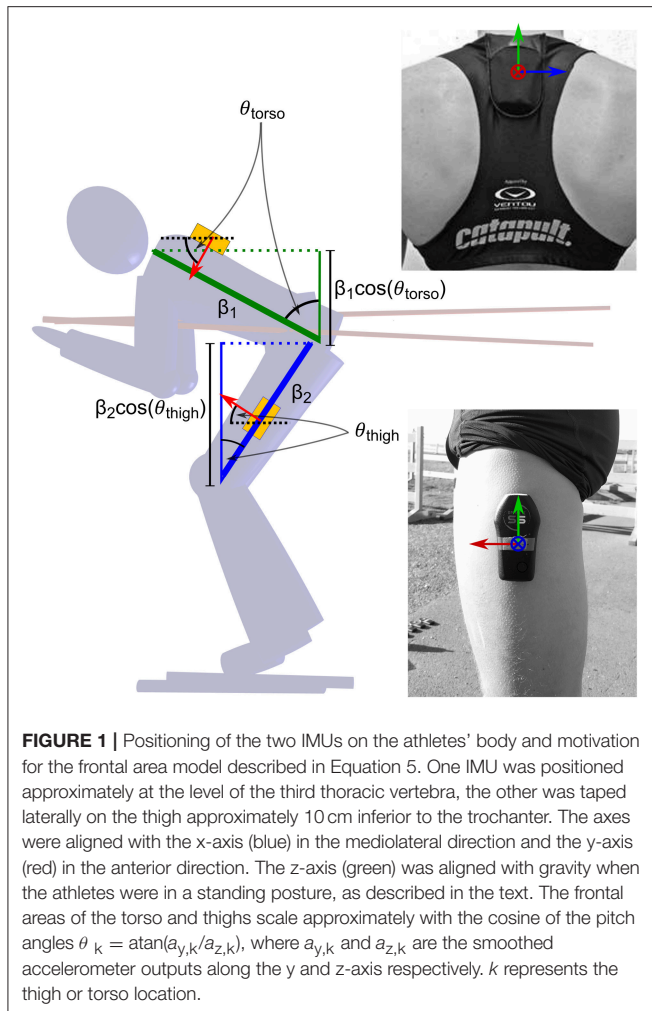 θtorso
β1
β1cos(θtorso)
β2cos(θthigh)
β2
θthigh
VENTOU
catapult.
S5
FIGURE 1 | Positioning of the two IMUs on the athletes’ body and motivation
for the frontal area model described in Equation 5. One IMU was positioned
approximately at the level of the third thoracic vertebra, the other was taped
laterally on the thigh approximately 10 cm inferior to the trochanter. The axes
were aligned with the x-axis (blue) in the mediolateral direction and the y-axis
(red) in the anterior direction. The z-axis (green) was aligned with gravity when
the athletes were in a standing posture, as described in the text. The frontal
areas of the torso and thighs scale approximately with the cosine of the pitch
angles θ k = atan(ay,k/az,k), where ay,k and az,k are the smoothed
accelerometer outputs along the y and z-axis respectively. k represents the
thigh or torso location.